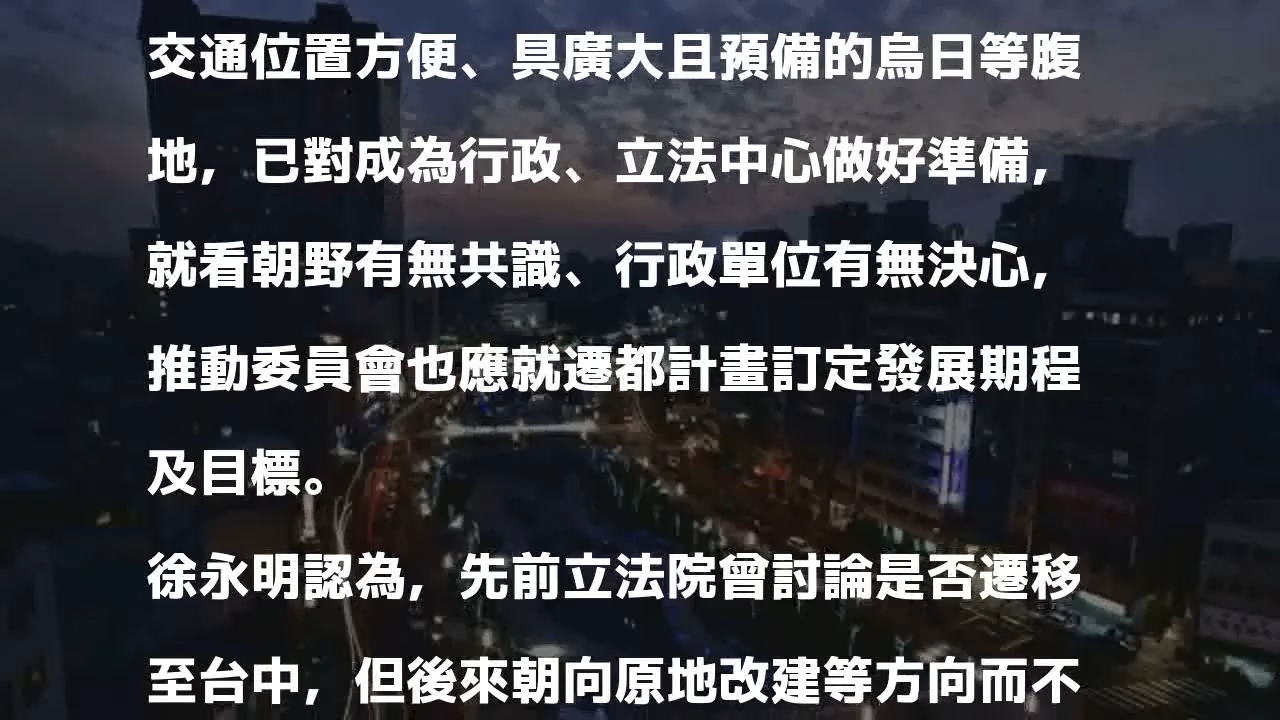 交通位置方便、具廣大且預備的烏日等腹
地，已對成為行政、立法中心做好準備，
就看朝野有無共識、行政單位有無決心，
推動委員會也應就遷都計畫訂定發展期程
及目標。
徐永明認為，先前立法院曾討論是否遷移
至台中，但後來朝向原地改建等方向而不